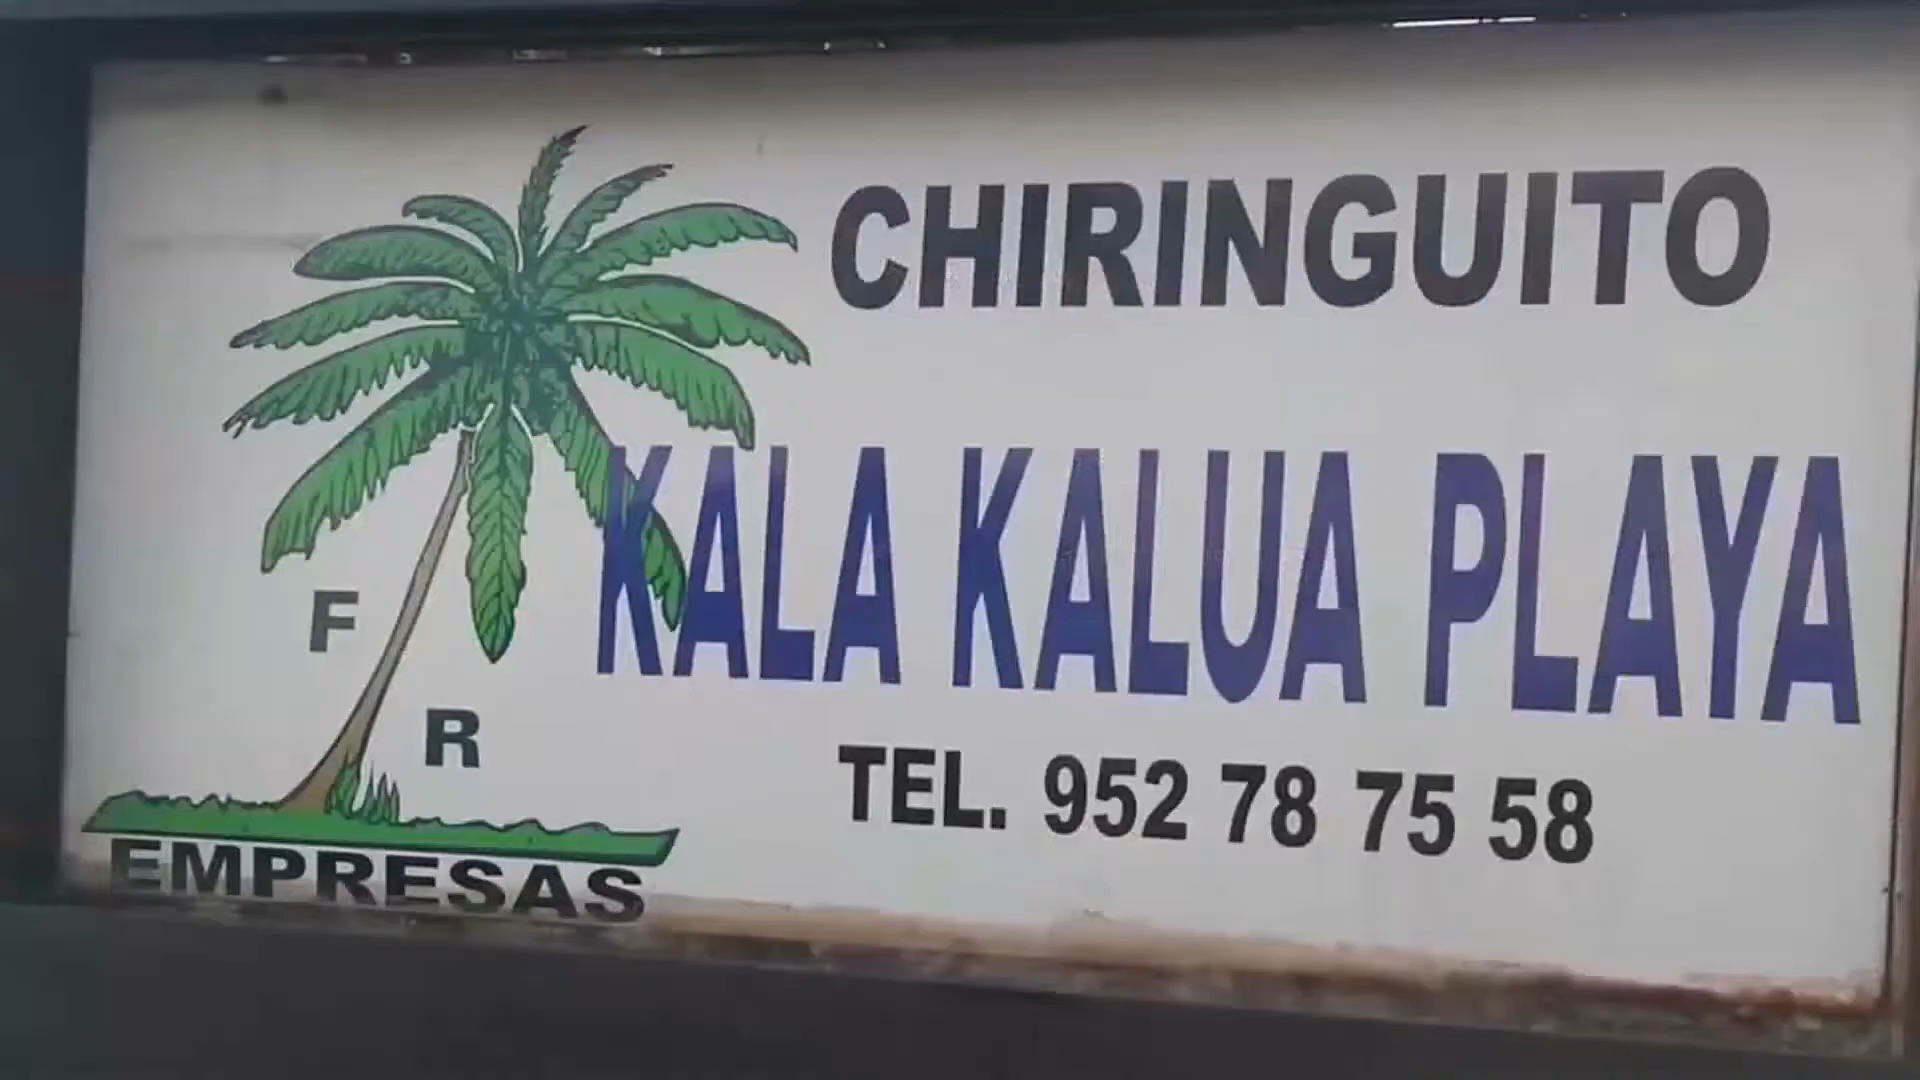 CHIRINGUITO
KALA KALUA PLAYA
TEL. 952 78 75 58
F
R
EMPRESAS